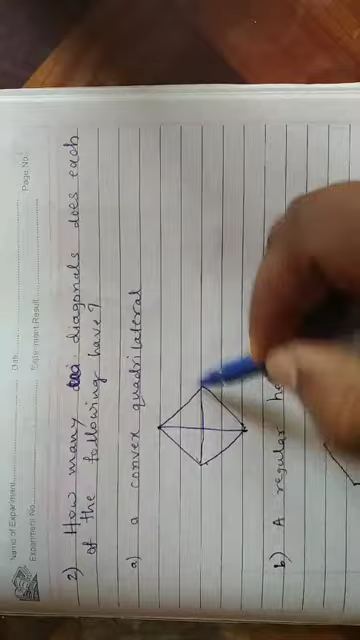 Name of Experiment
Date
Page No.
Experiment No.
Experiment Result
2) How many diagonals does each
of the following have?
a) a convex quadrilateral
b) A regular he